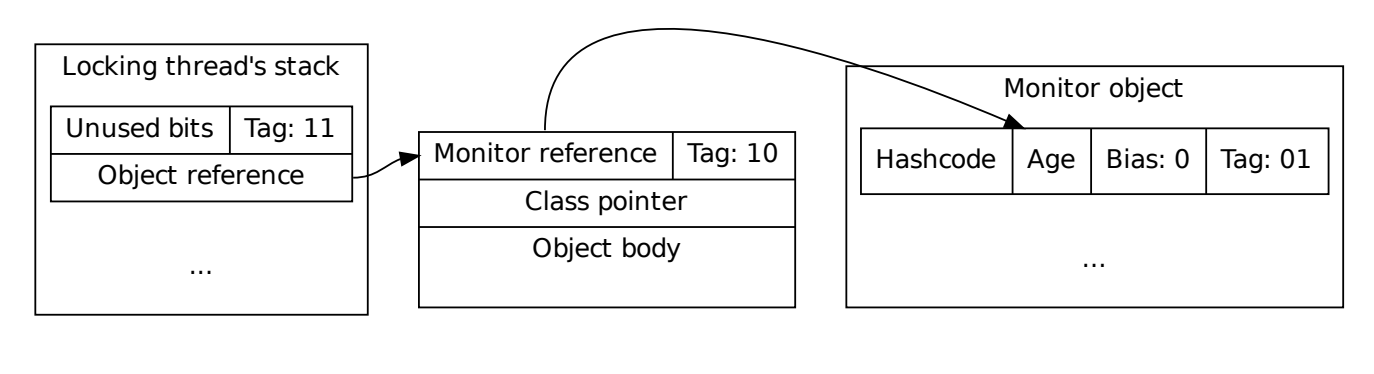 Locking thread's stack
Unused bits Tag: 11
Object reference
...
Monitor reference Tag: 10
Class pointer
Object body
Monitor object
Hashcode Age Bias: 0 Tag: 01
...